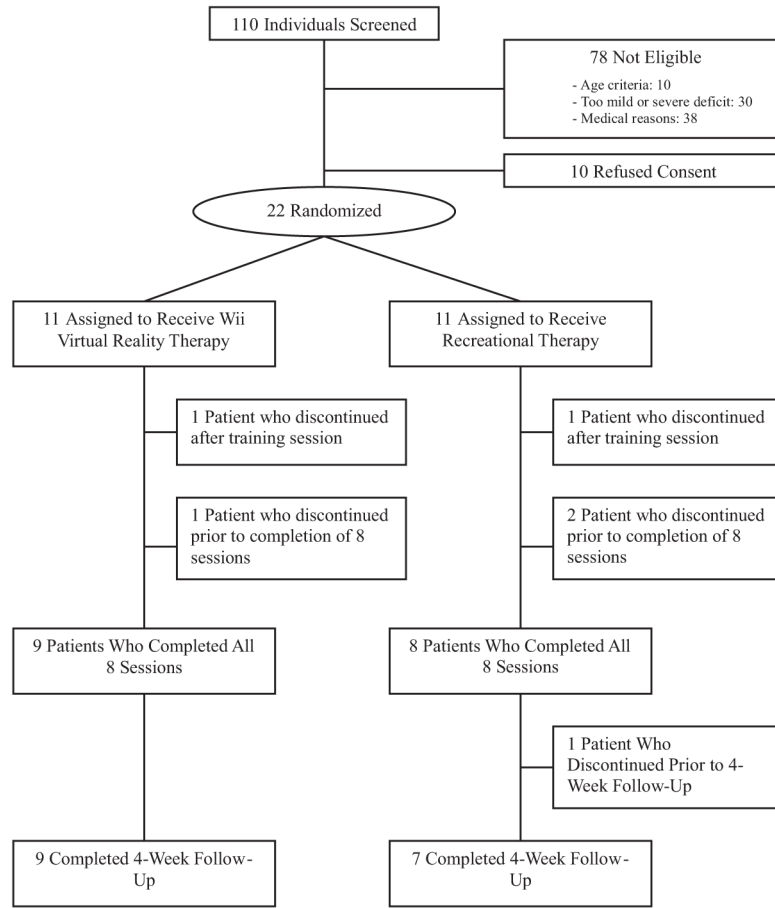 110 Individuals Screened
78 Not Eligible
- Age criteria: 10
- Too mild or severe deficit: 30
- Medical reasons: 38
10 Refused Consent
22 Randomized
11 Assigned to Receive Wii
Virtual Reality Therapy
11 Assigned to Receive
Recreational Therapy
1 Patient who discontinued
after training session
1 Patient who discontinued
after training session
1 Patient who discontinued
prior to completion of 8
sessions
2 Patient who discontinued
prior to completion of 8
sessions
9 Patients Who Completed All
8 Sessions
8 Patients Who Completed All
8 Sessions
1 Patient Who
Discontinued Prior to 4-
Week Follow-Up
9 Completed 4-Week Follow-
Up
7 Completed 4-Week Follow-
Up